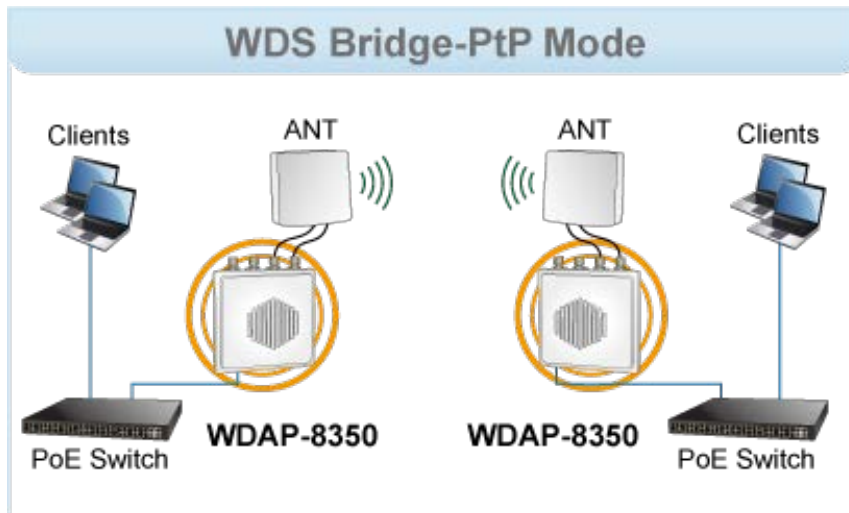 WDS Bridge-PtP Mode
Clients
ANT
ANT
Clients
WDAP-8350
WDAP-8350
PoE Switch
PoE Switch